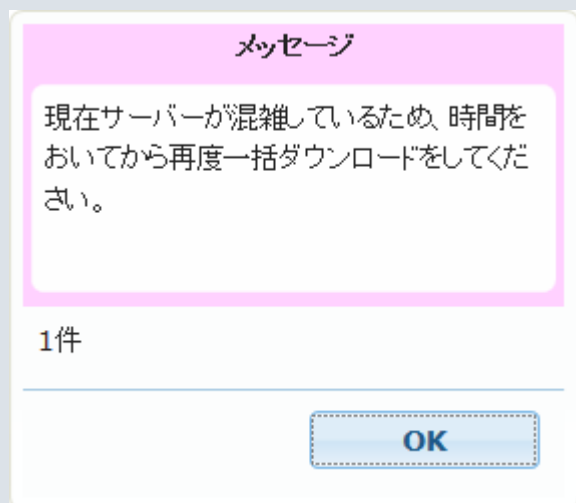 メッセージ
現在サーバーが混雑しているため、時間を
おいてから再度一括ダウンロードをしてくだ
さい。
1件
OK